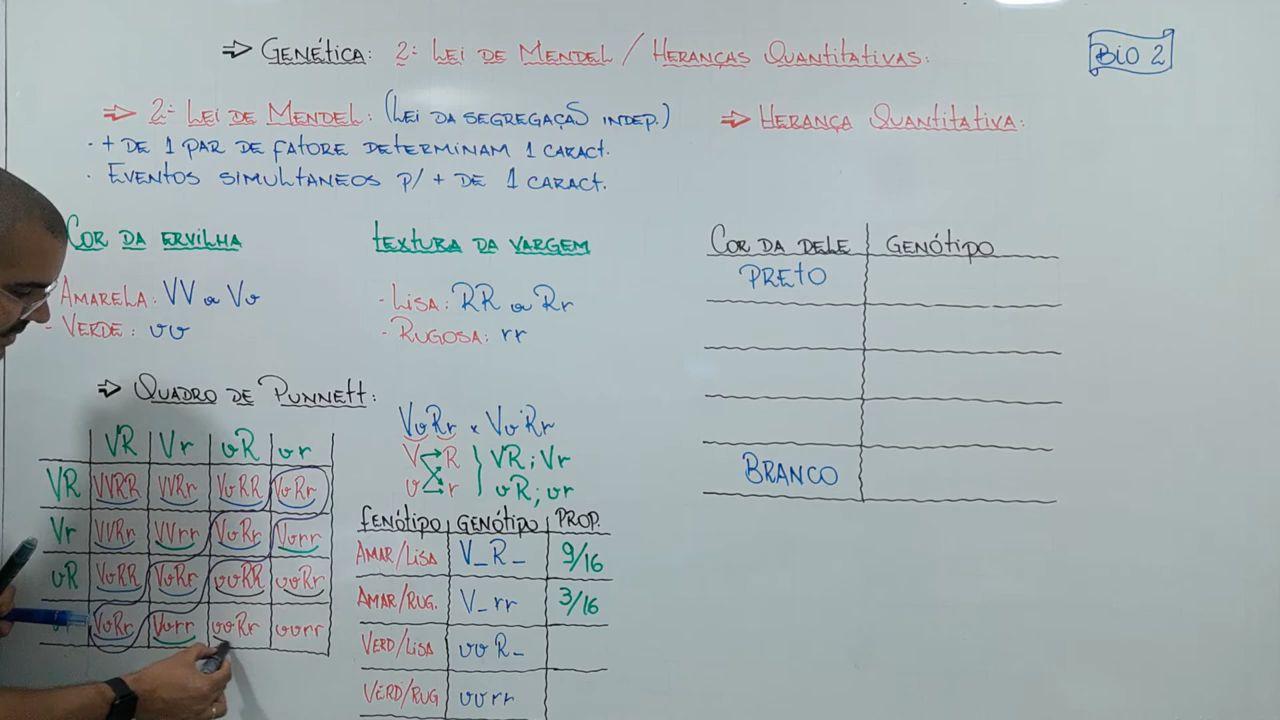 ⇒ GENÉTICA: 2ª LEI DE MENDEL / HERANÇAS QUANTITATIVAS:
BIO 2
⇒ 2ª LEI DE MENDEL: (LEI DA SEGREGAÇÃO INDEP.)
· + DE 1 PAR DE FATORE DETERMINAM 1 CARACT.
· EVENTOS SIMULTANEOS P/ + DE 1 CARACT.
COR DA ERVILHA
AMARELA: VV ou Vv
- VERDE: vv
TEXTURA DA VARGEM
- LISA: RR ou Rr
- RUGOSA: rr
⇒ QUADRO DE PUNNETT:
VR Vr vR vr
VR VVRR VVRr VvRR VvRr
Vr VVRr VVrr VvRr Vvrr
vR VvRR VvRr vvRR vvRr
VvRr Vvrr vvRr vvrr
VvRr x VvRr
V R } VR; Vr
v r } vR; vr
FENÓTIPO GENÓTIPO PROP.
AMAR/LISA V_R_ 9/16
AMAR/RUG. V_rr 3/16
VERD/LISA vvR_
VERD/RUG vvrr
⇒ HERANÇA QUANTITATIVA:
COR DA PELE GENÓTIPO
PRETO
BRANCO